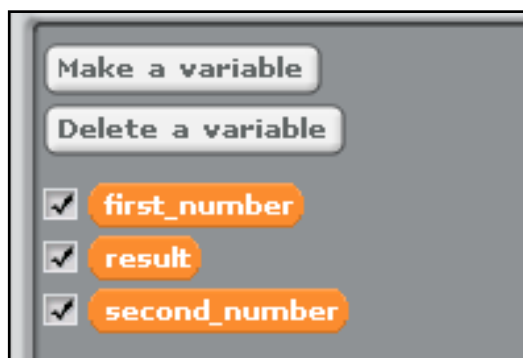 Make a variable
Delete a variable
first_number
result
second_number